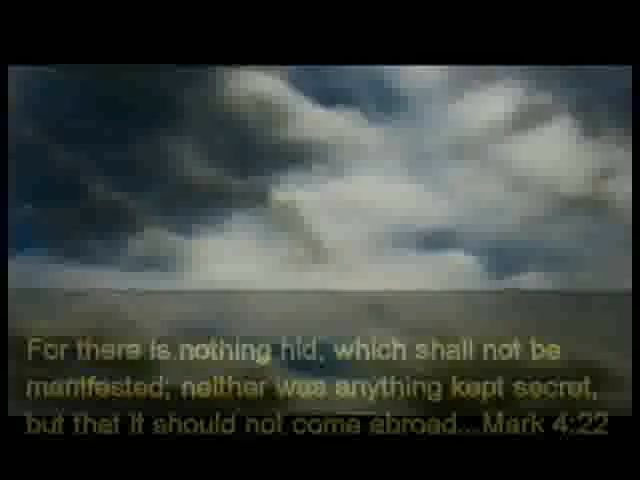 For there is nothing hid, which shall not be
manifested; neither was anything kept secret,
but that it should not come abroad...Mark 4:22